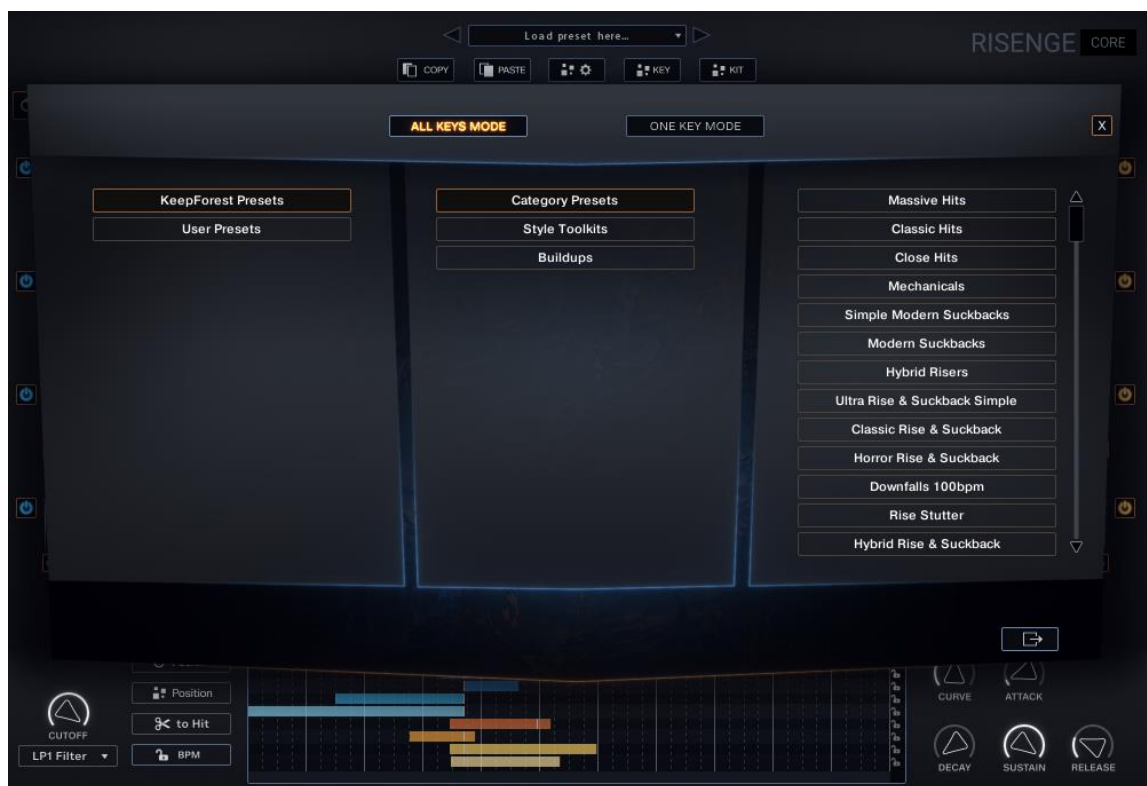 Load preset here...
RISENGE CORE
COPY
PASTE
KEY
KIT
ALL KEYS MODE
ONE KEY MODE
X
KeepForest Presets
User Presets
Category Presets
Style Toolkits
Buildups
Massive Hits
Classic Hits
Close Hits
Mechanicals
Simple Modern Suckbacks
Modern Suckbacks
Hybrid Risers
Ultra Rise & Suckback Simple
Classic Rise & Suckback
Horror Rise & Suckback
Downfalls 100bpm
Rise Stutter
Hybrid Rise & Suckback
Position
to Hit
BPM
CUTOFF
LP1 Filter
CURVE
ATTACK
DECAY
SUSTAIN
RELEASE